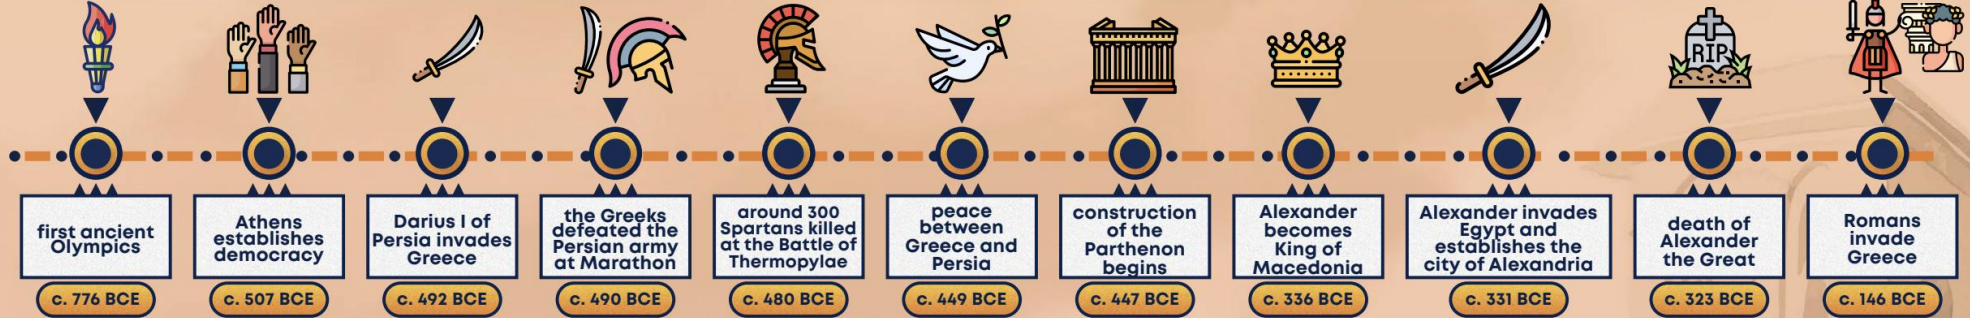 RIP
first ancient
Olympics
c. 776 BCE
Athens
establishes
democracy
c. 507 BCE
Darius I of
Persia invades
Greece
c. 492 BCE
the Greeks
defeated the
Persian army
at Marathon
c. 490 BCE
around 300
Spartans killed
at the Battle of
Thermopylae
c. 480 BCE
peace
between
Greece and
Persia
c. 449 BCE
construction
of the
Parthenon
begins
c. 447 BCE
Alexander
becomes
King of
Macedonia
c. 336 BCE
Alexander invades
Egypt and
establishes the
city of Alexandria
c. 331 BCE
death of
Alexander
the Great
c. 323 BCE
Romans
invade
Greece
c. 146 BCE